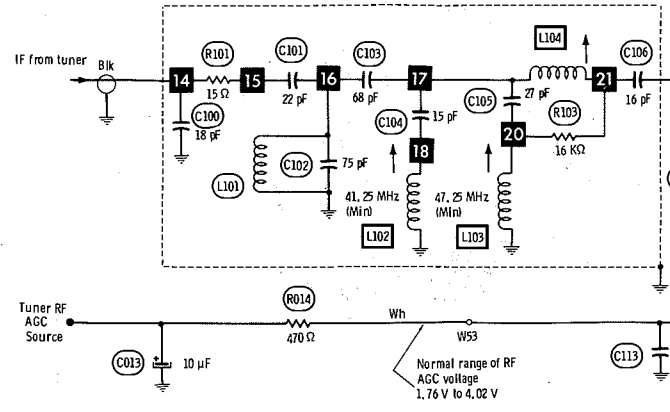 IF from tuner
Blk
14
R101
15 Ω
15
C101
22 pF
16
C103
68 pF
17
L104
21
C106
16 pF
C100
18 pF
C104
15 pF
C105
27 pF
R103
20
16 KΩ
L101
C102
75 pF
18
41.25 MHz
(Min)
L102
47.25 MHz
(Min)
L103
Tuner RF
AGC
Source
R014
470 Ω
Wh
W53
C013
10 µF
Normal range of RF
AGC voltage
1.76 V to 4.02 V
C113